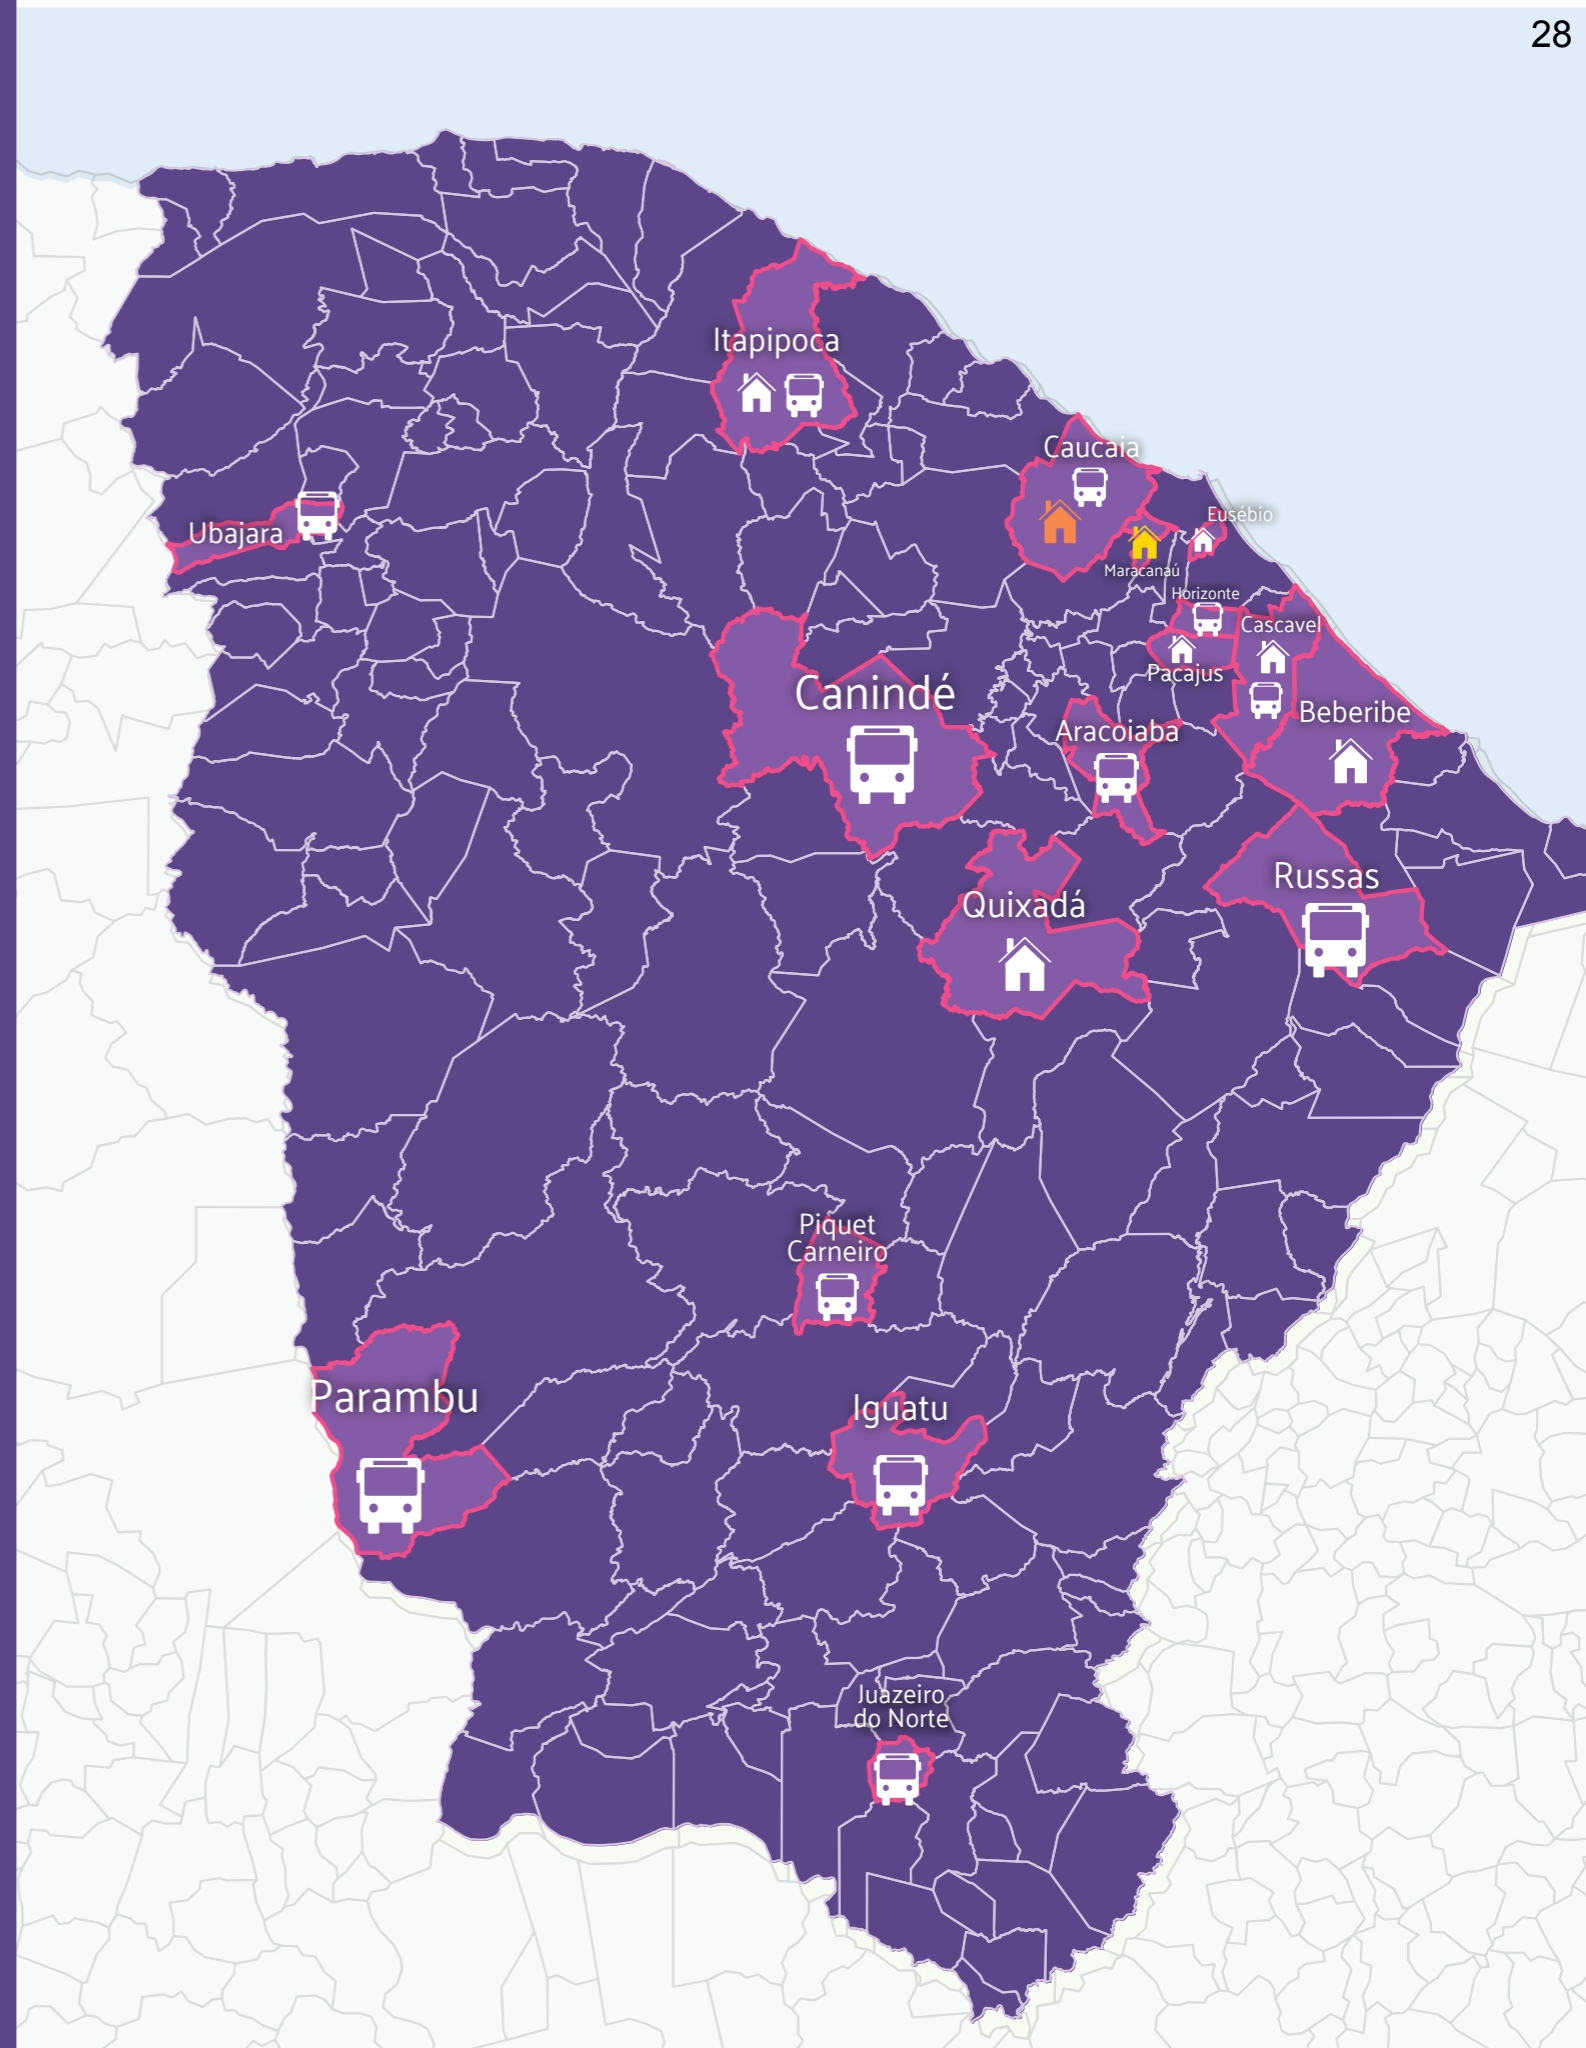 28
Itapipoca
Caucaia
Eusébio
Ubajara
Maracanaú
Horizonte
Cascavel
Pacajus
Canindé
Beberibe
Aracoiaba
Russas
Quixadá
Piquet
Carneiro
Parambu
Iguatu
Juazeiro
do Norte